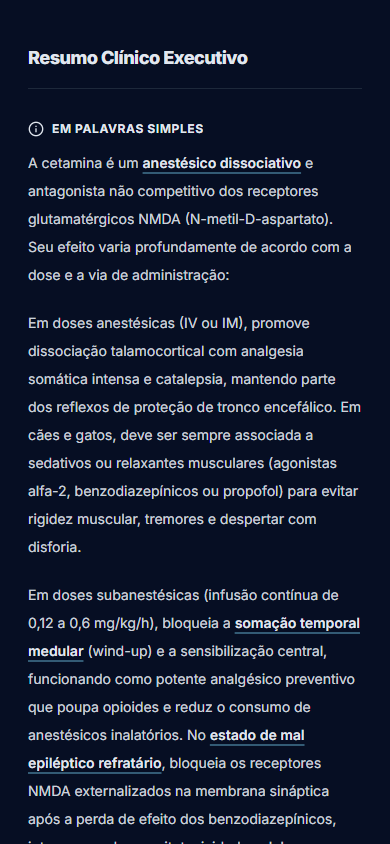 Resumo Clínico Executivo
EM PALAVRAS SIMPLES
A cetamina é um anestésico dissociativo e
antagonista não competitivo dos receptores
glutamatérgicos NMDA (N-metil-D-aspartato).
Seu efeito varia profundamente de acordo com a
dose e a via de administração:
Em doses anestésicas (IV ou IM), promove
dissociação talamocortical com analgesia
somática intensa e catalepsia, mantendo parte
dos reflexos de proteção de tronco encefálico. Em
cães e gatos, deve ser sempre associada a
sedativos ou relaxantes musculares (agonistas
alfa-2, benzodiazepínicos ou propofol) para evitar
rigidez muscular, tremores e despertar com
disforia.
Em doses subanestésicas (infusão contínua de
0,12 a 0,6 mg/kg/h), bloqueia a somação temporal
medular (wind-up) e a sensibilização central,
funcionando como potente analgésico preventivo
que poupa opioides e reduz o consumo de
anestésicos inalatórios. No estado de mal
epiléptico refratário, bloqueia os receptores
NMDA externalizados na membrana sináptica
após a perda de efeito dos benzodiazepínicos,